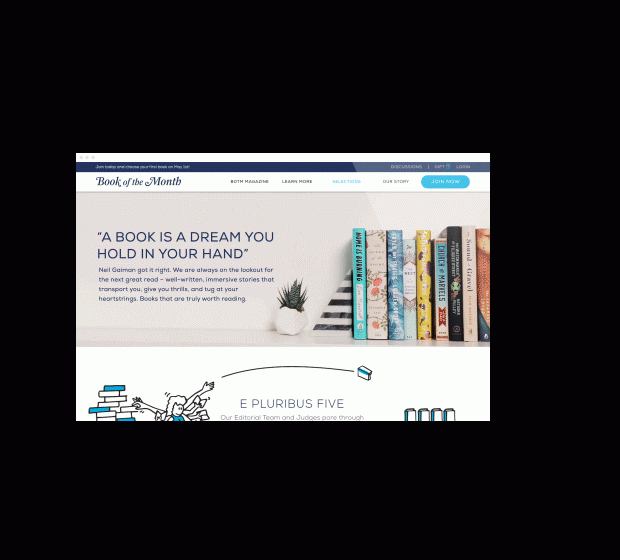 Join today and choose your first book on May 1st!
DISCUSSIONS | GIFT LOGIN
Book of the Month
BOTM MAGAZINE LEARN MORE SELECTIONS OUR STORY JOIN NOW
“A BOOK IS A DREAM YOU
HOLD IN YOUR HAND”
Neil Gaiman got it right. We are always on the lookout for
the next great read – well-written, immersive stories that
transport you, give you thrills, and tug at your
heartstrings. Books that are truly worth reading.
HOME IS BURNING
THE NEST
CHURCH OF MARVELS
Sound of Gravel
E PLURIBUS FIVE
Our Editorial Team and Judges pore through